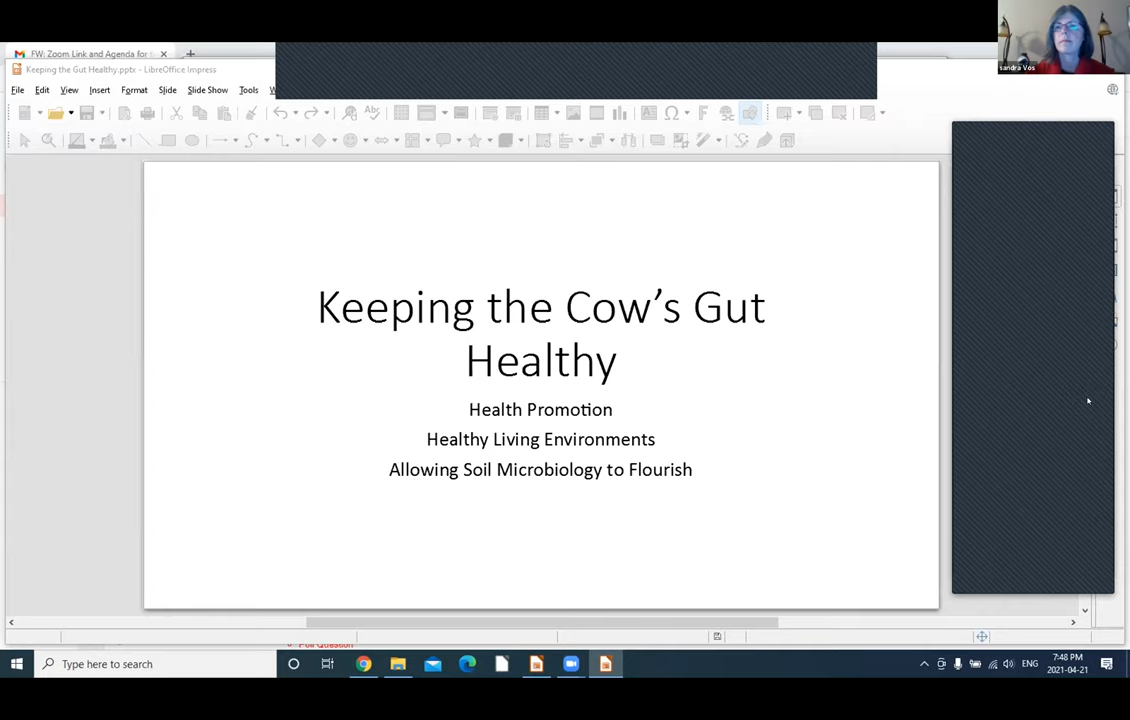 sandra Vos
FW: Zoom Link and Agenda for
Keeping the Gut Healthy.pptx - LibreOffice Impress
File Edit View Insert Format Slide Slide Show Tools
Keeping the Cow's Gut
Healthy
Health Promotion
Healthy Living Environments
Allowing Soil Microbiology to Flourish
Poll Question
Type here to search
ENG
7:48 PM
2021-04-21